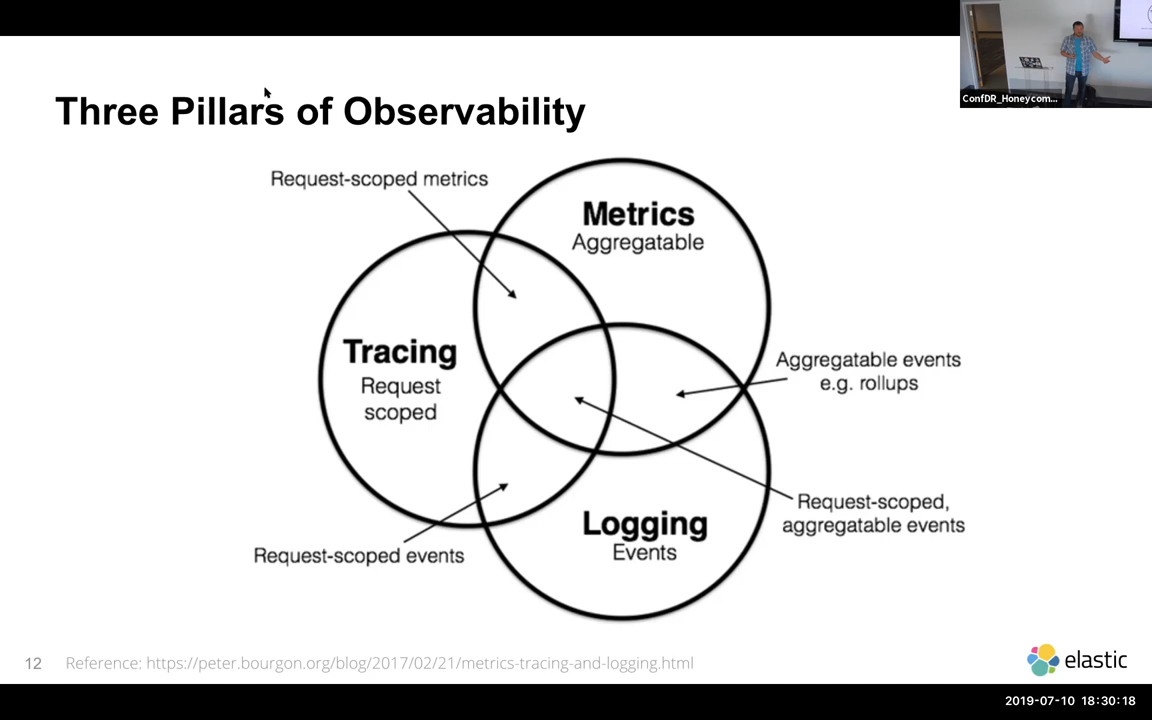 ConfDR_Honeycom...
Three Pillars of Observability
Request-scoped metrics
Metrics
Aggregatable
Tracing
Request
scoped
Aggregatable events
e.g. rollups
Request-scoped,
aggregatable events
Logging
Events
Request-scoped events
12
Reference: https://peter.bourgon.org/blog/2017/02/21/metrics-tracing-and-logging.html
elastic
2019-07-10 18:30:18